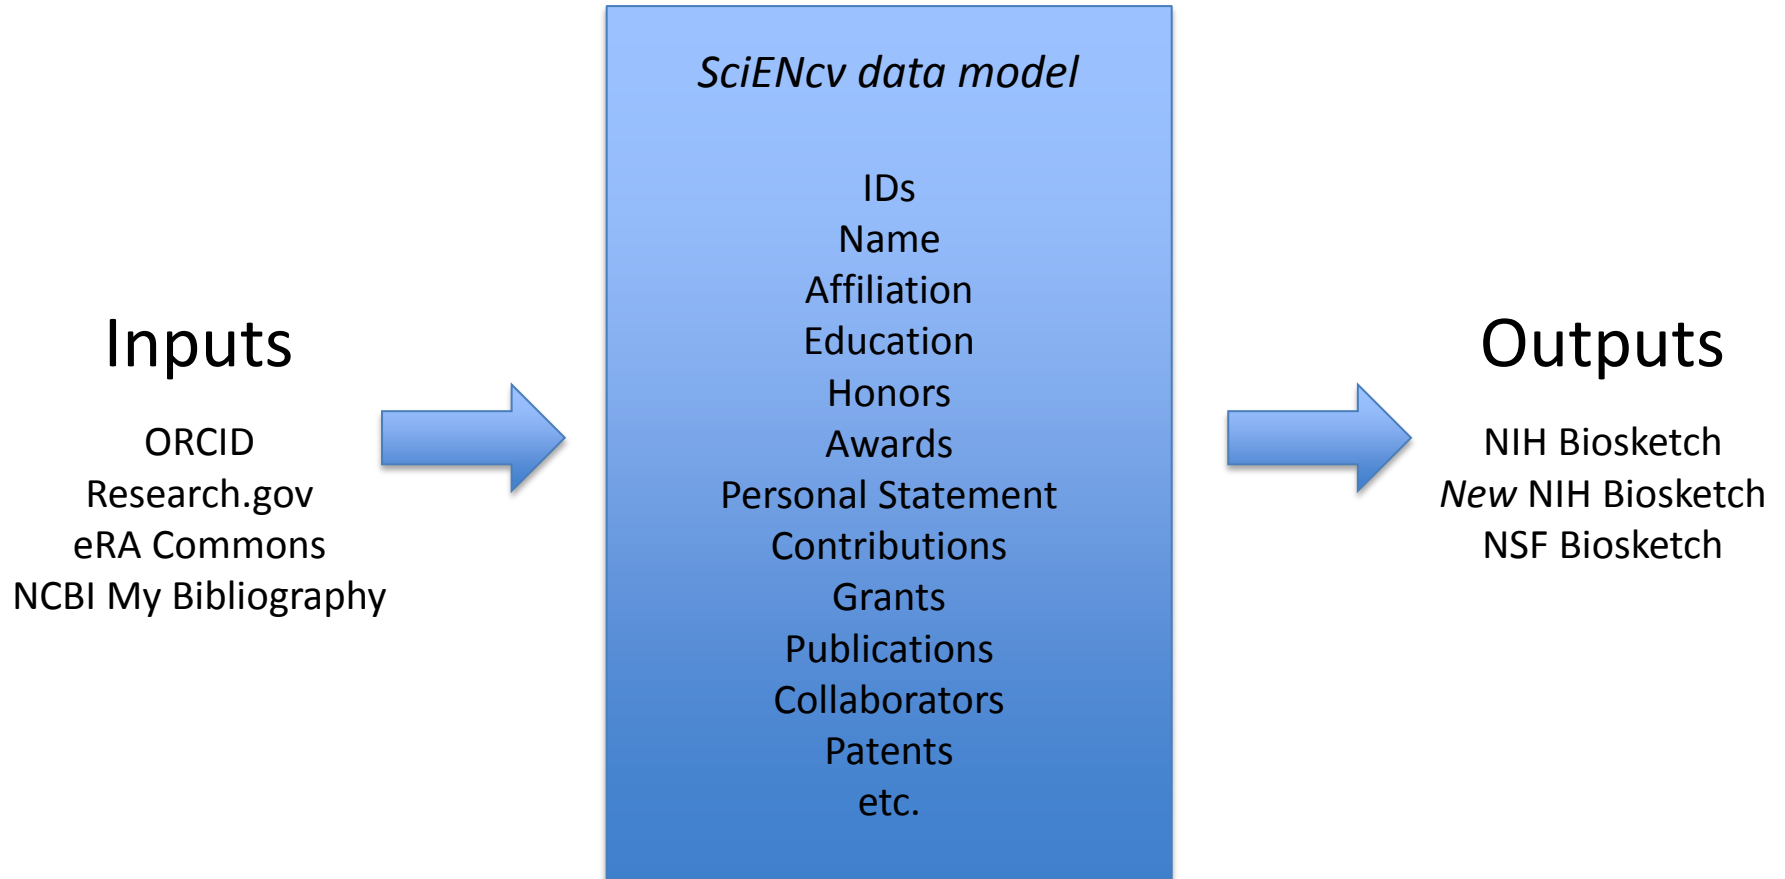 Inputs
ORCID
Research.gov
eRA Commons
NCBI My Bibliography
SciENcv data model
IDs
Name
Affiliation
Education
Honors
Awards
Personal Statement
Contributions
Grants
Publications
Collaborators
Patents
etc.
Outputs
NIH Biosketch
New NIH Biosketch
NSF Biosketch